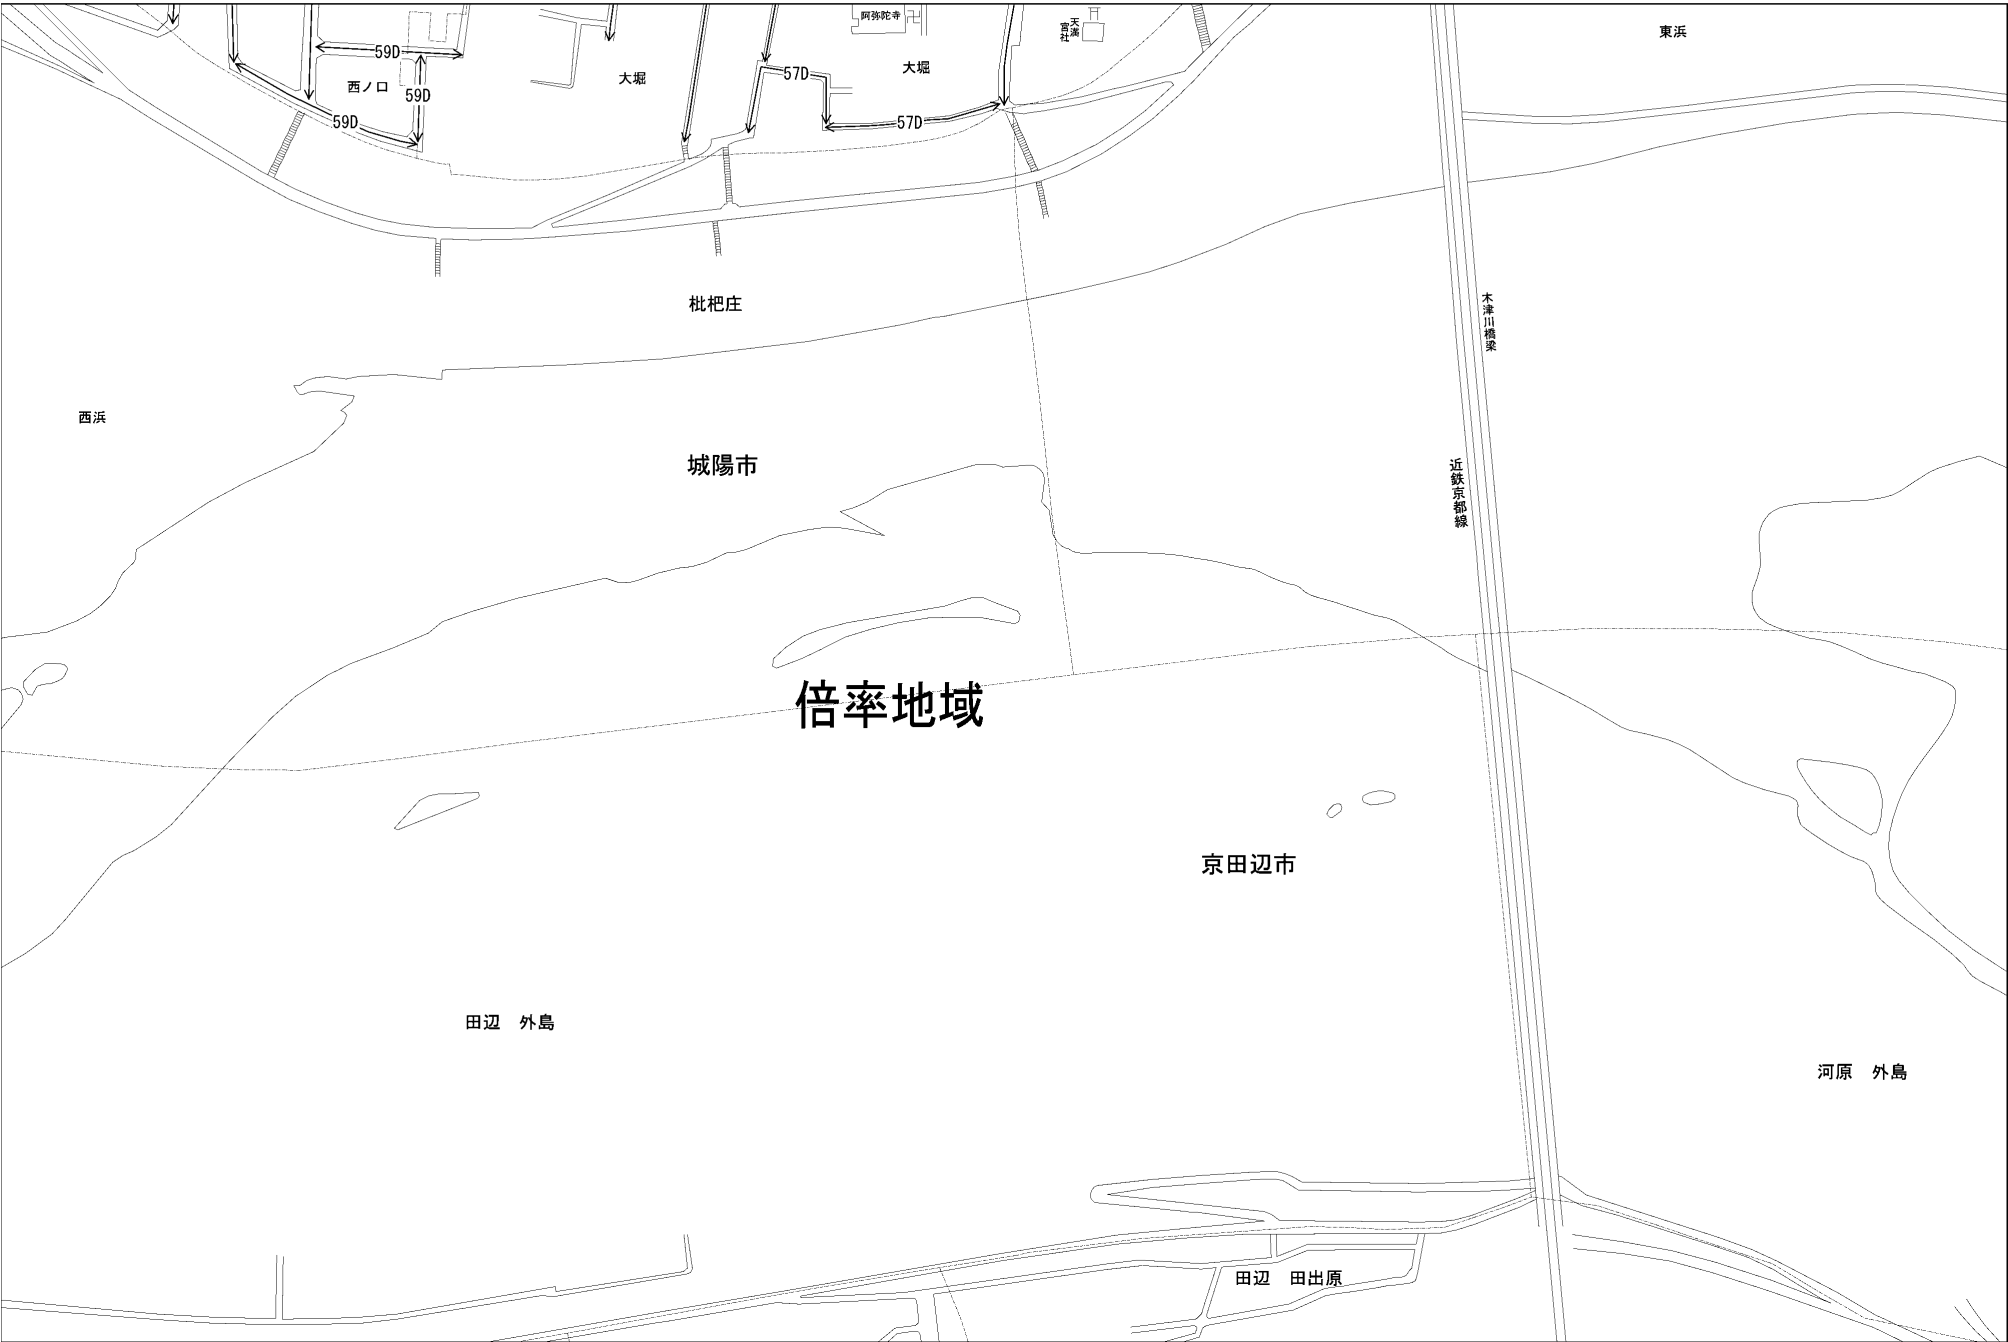 阿弥陀寺
天満
宮社
東浜
59D
西ノ口
大堀
57D
大堀
59D
59D
57D
枇杷庄
木津川橋梁
西浜
城陽市
近鉄京都線
倍率地域
京田辺市
田辺　外島
河原　外島
田辺　田出原